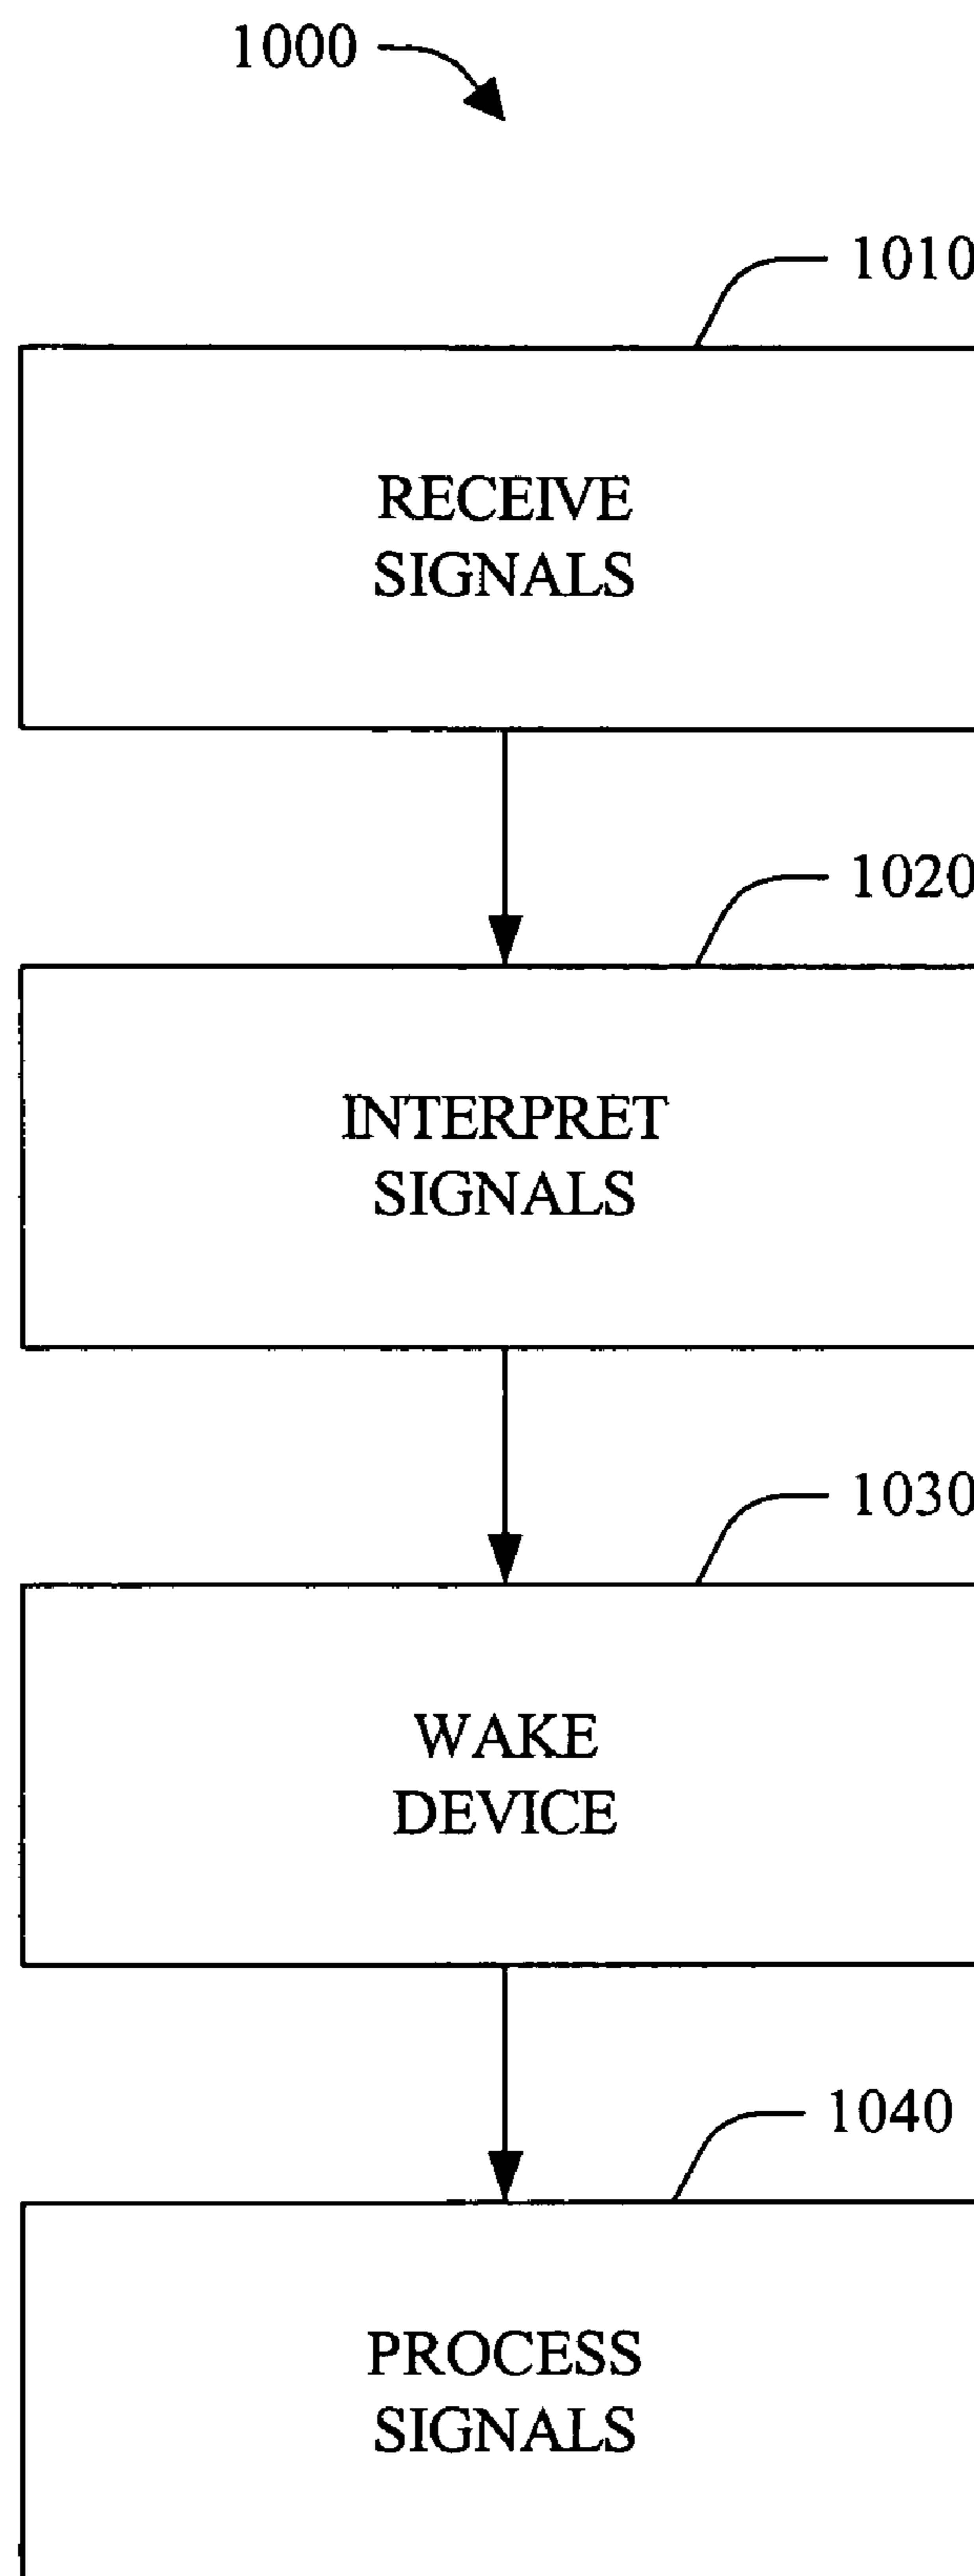 1000
1010
RECEIVE
SIGNALS
1020
INTERPRET
SIGNALS
1030
WAKE
DEVICE
1040
PROCESS
SIGNALS